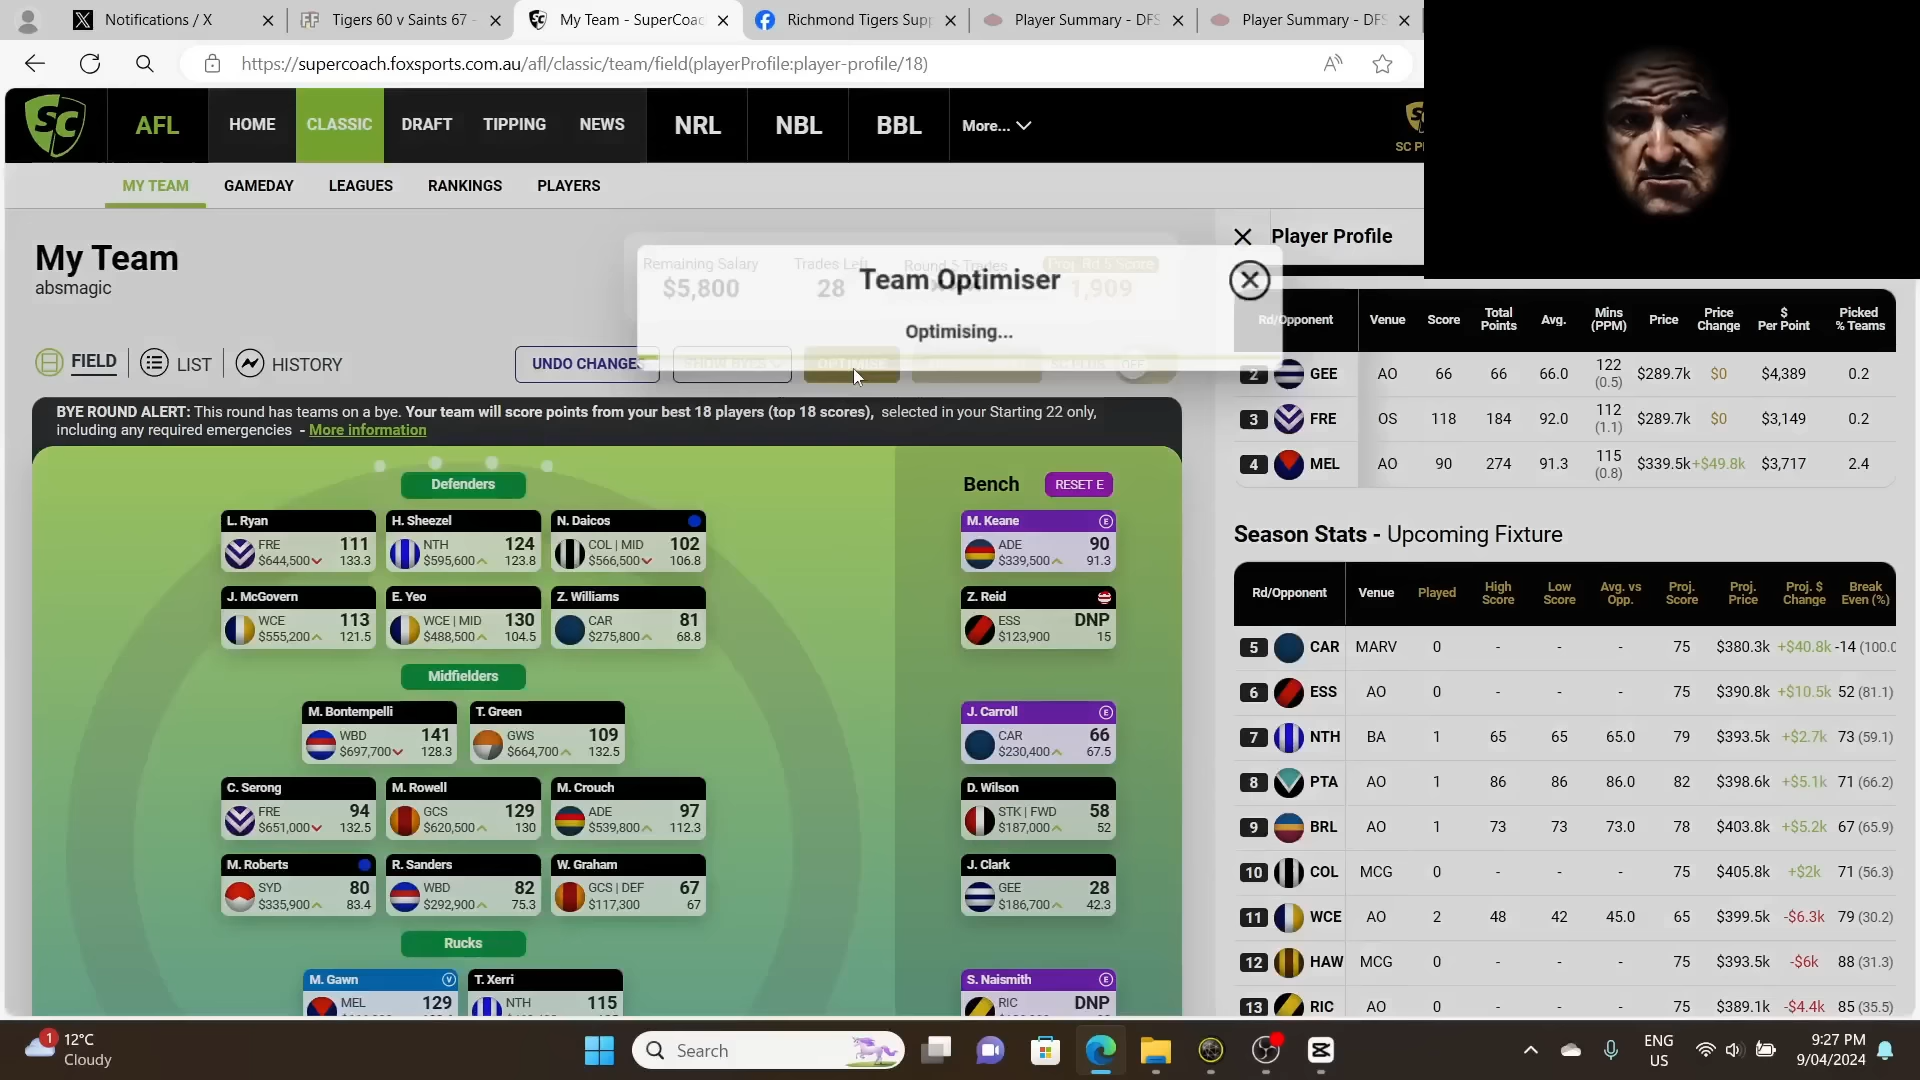 Notifications / X
Tigers 60 v Saints 67 -
My Team - SuperCoac
Richmond Tigers Supp
Player Summary - DFS
Player Summary - DFS
https://supercoach.foxsports.com.au/afl/classic/team/field(playerProfile:player-profile/18)
SC AFL HOME CLASSIC DRAFT TIPPING NEWS NRL NBL BBL More...
SC Pl
MY TEAM GAMEDAY LEAGUES RANKINGS PLAYERS
My Team
absmagic
Remaining Salary
$5,800
Trades Left
28
Round 5 Trades
1,909
Team Optimiser
Optimising...
FIELD LIST HISTORY
UNDO CHANGES
OPTIMISE
OFF
BYE ROUND ALERT: This round has teams on a bye. Your team will score points from your best 18 players (top 18 scores), selected in your Starting 22 only,
including any required emergencies - More information
Defenders
Bench RESET E
L. Ryan
FRE 111
$644,500 133.3
H. Sheezel
NTH 124
$595,600 123.8
N. Daicos
COL | MID 102
$566,500 106.8
M. Keane E
ADE 90
$339,500 91.3
J. McGovern
WCE 113
$555,200 121.5
E. Yeo
WCE | MID 130
$488,500 104.5
Z. Williams
CAR 81
$275,800 68.8
Z. Reid
ESS DNP
$123,900 15
Midfielders
M. Bontempelli
WBD 141
$697,700 128.3
T. Green
GWS 109
$664,700 132.5
J. Carroll E
CAR 66
$230,400 67.5
C. Serong
FRE 94
$651,000 132.5
M. Rowell
GCS 129
$620,500 130
M. Crouch
ADE 97
$539,800 112.3
D. Wilson
STK | FWD 58
$187,000 52
M. Roberts
SYD 80
$335,900 83.4
R. Sanders
WBD 82
$292,900 75.3
W. Graham
GCS | DEF 67
$117,300 67
J. Clark
GEE 28
$186,700 42.3
Rucks
M. Gawn V
MEL 129
T. Xerri
NTH 115
S. Naismith E
RIC DNP
Player Profile
Rd/Opponent Venue Score Total Points Avg. Mins (PPM) Price Price Change $ Per Point Picked % Teams
2 GEE AO 66 66 66.0 122 (0.5) $289.7k $0 $4,389 0.2
3 FRE OS 118 184 92.0 112 (1.1) $289.7k $0 $3,149 0.2
4 MEL AO 90 274 91.3 115 (0.8) $339.5k +$49.8k $3,717 2.4
Season Stats - Upcoming Fixture
Rd/Opponent Venue Played High Score Low Score Avg. vs Opp. Proj. Score Proj. Price Proj. $ Change Break Even (%)
5 CAR MARV 0 - - - 75 $380.3k +$40.8k -14 (100.0
6 ESS AO 0 - - - 75 $390.8k +$10.5k 52 (81.1)
7 NTH BA 1 65 65 65.0 79 $393.5k +$2.7k 73 (59.1)
8 PTA AO 1 86 86 86.0 82 $398.6k +$5.1k 71 (66.2)
9 BRL AO 1 73 73 73.0 78 $403.8k +$5.2k 67 (65.9)
10 COL MCG 0 - - - 75 $405.8k +$2k 71 (56.3)
11 WCE AO 2 48 42 45.0 65 $399.5k -$6.3k 79 (30.2)
12 HAW MCG 0 - - - 75 $393.5k -$6k 88 (31.3)
13 RIC AO 0 - - - 75 $389.1k -$4.4k 85 (35.5)
1 12°C
Cloudy
Search
ENG
US
9:27 PM
9/04/2024